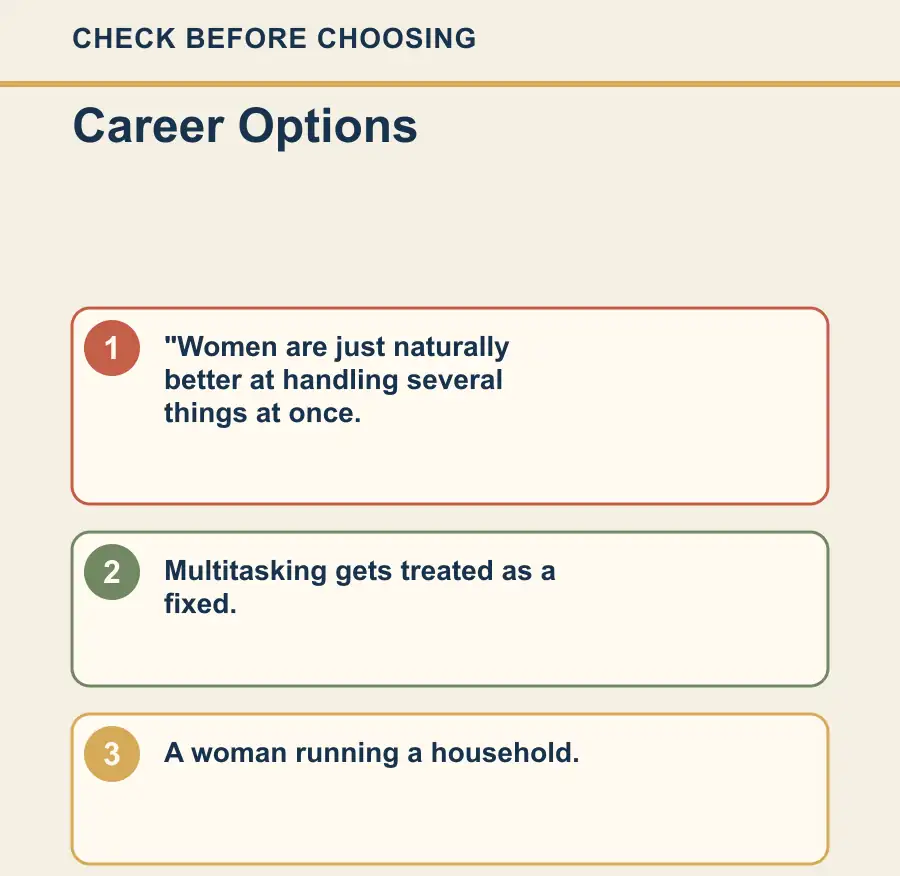 CHECK BEFORE CHOOSING
Career Options
1
"Women are just naturally
better at handling several
things at once.
2
Multitasking gets treated as a
fixed.
3
A woman running a household.